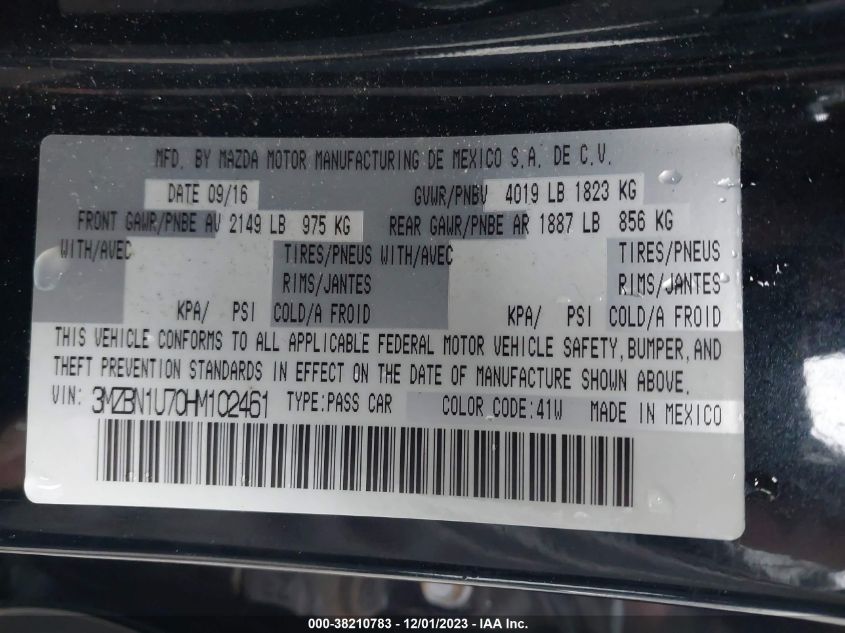 MFD. BY MAZDA MOTOR MANUFACTURING DE MEXICO S.A. DE C.V.
DATE 09/16 GVWR/PNBV 4019 LB 1823 KG
FRONT GAWR/PNBE AV 2149 LB 975 KG REAR GAWR/PNBE AR 1887 LB 856 KG
WITH/AVEC TIRES/PNEUS WITH/AVEC TIRES/PNEUS
RIMS/JANTES RIMS/JANTES
KPA/ PSI COLD/A FROID KPA/ PSI COLD/A FROID
THIS VEHICLE CONFORMS TO ALL APPLICABLE FEDERAL MOTOR VEHICLE SAFETY, BUMPER, AND
THEFT PREVENTION STANDARDS IN EFFECT ON THE DATE OF MANUFACTURE SHOWN ABOVE.
VIN: 3MZBN1U70HM102461 TYPE:PASS CAR COLOR CODE:41W MADE IN MEXICO
000-38210783 - 12/01/2023 - IAA Inc.